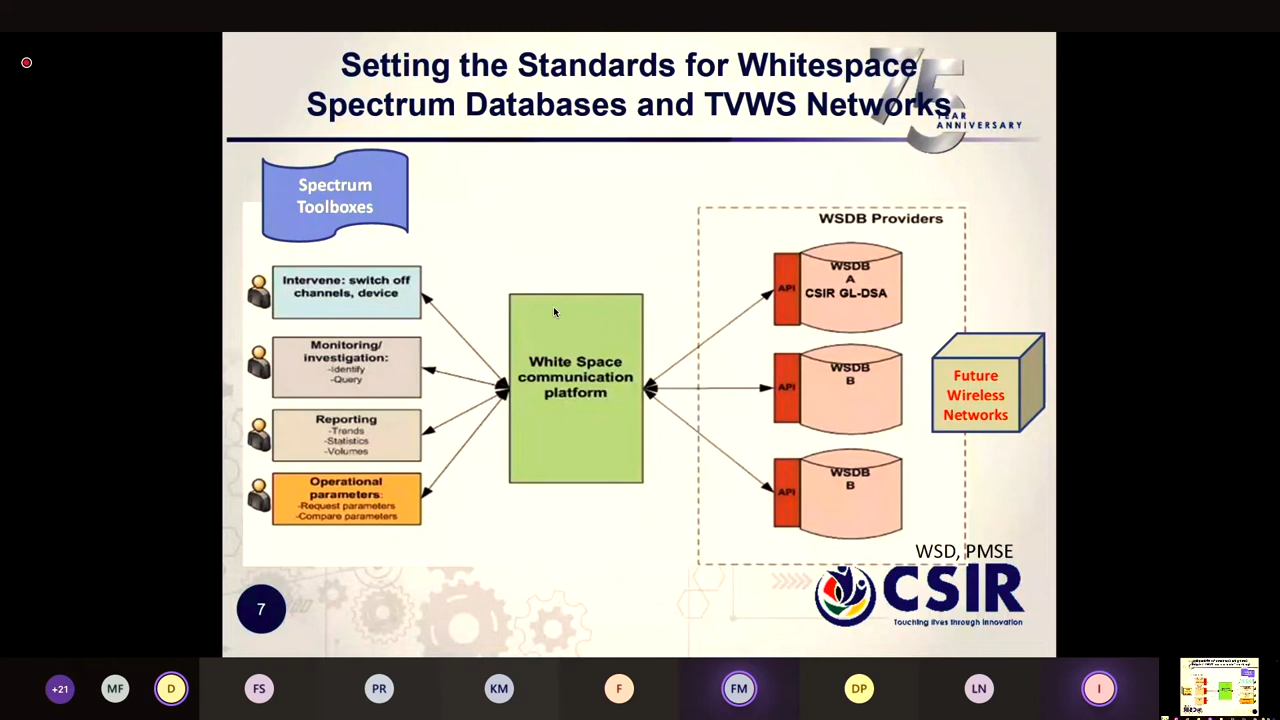 Setting the Standards for Whitespace
Spectrum Databases and TVWS Networks
75
YEAR
ANNIVERSARY
Spectrum
Toolboxes
Intervene: switch off
channels, device
Monitoring/
investigation:
-Identify
-Query
Reporting
-Trends
-Statistics
-Volumes
Operational
parameters:
-Request parameters
-Compare parameters
White Space
communication
platform
WSDB Providers
API
WSDB
A
CSIR GL-DSA
API
WSDB
B
API
WSDB
B
Future
Wireless
Networks
WSD, PMSE
CSIR
Touching lives through innovation
7
+21
MF
D
FS
PR
KM
F
FM
DP
LN
I